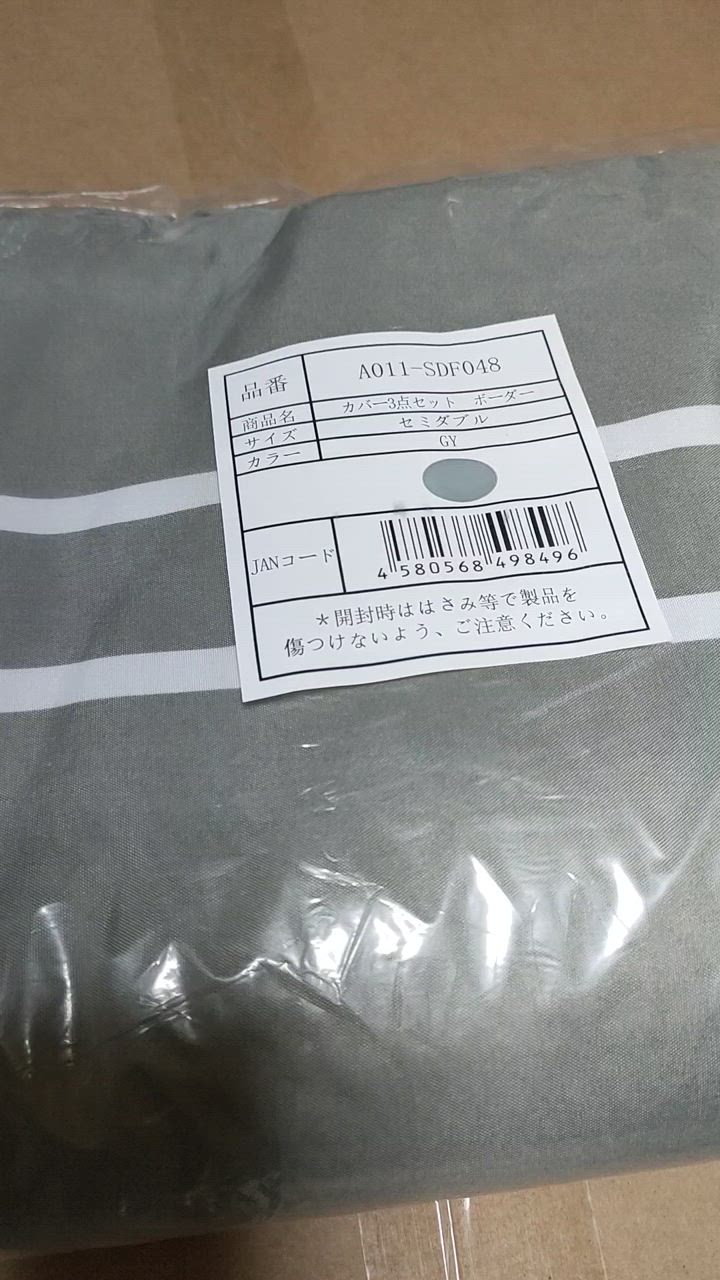 品番 A011-SDF048
商品名 カバー3点セット ボーダー
サイズ セミダブル
カラー GY
JANコード 4 580568 498496
*開封時ははさみ等で製品を
傷つけないよう、ご注意ください。